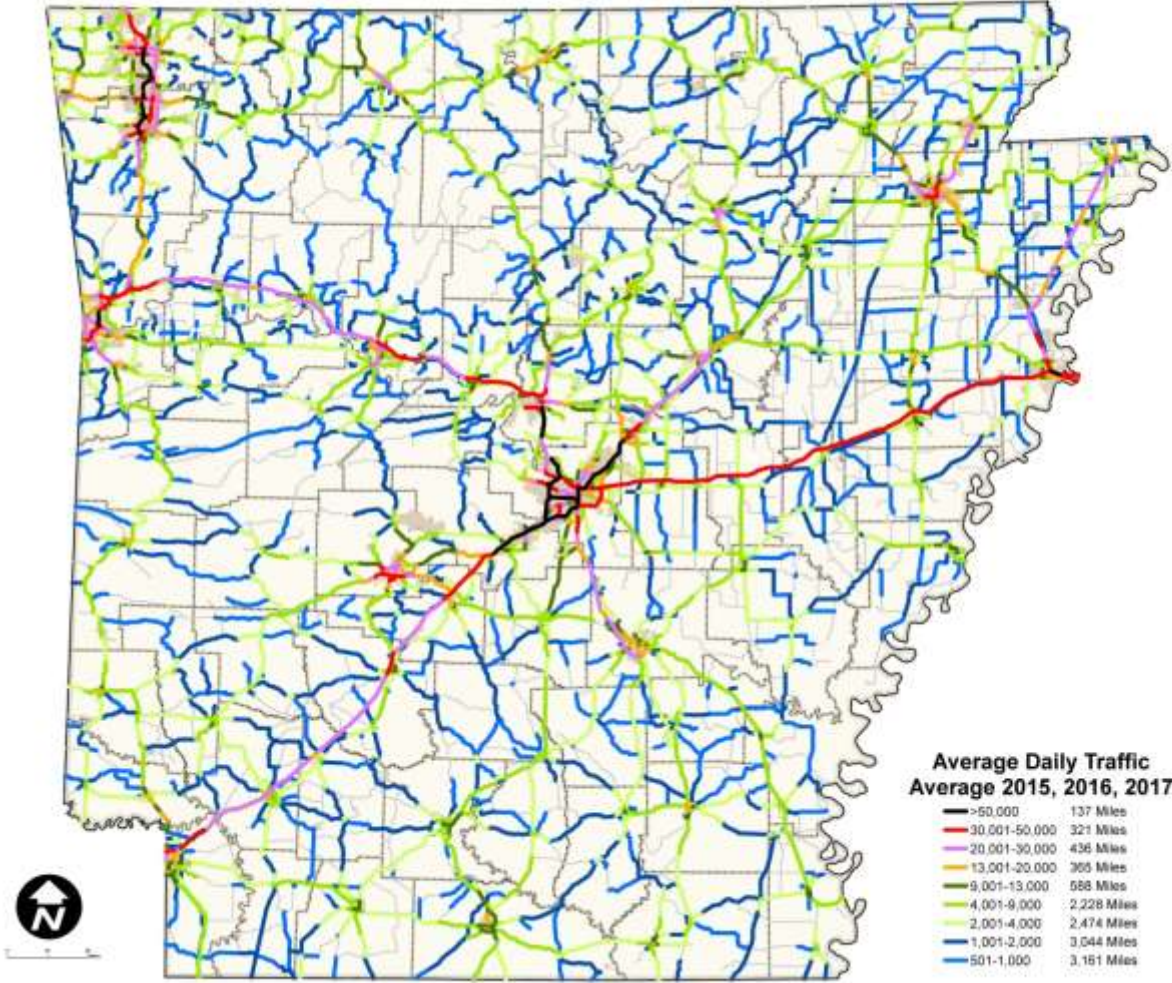 Average Daily Traffic
Average 2015, 2016, 2017
>50,000 137 Miles
30,001-50,000 321 Miles
20,001-30,000 436 Miles
13,001-20,000 365 Miles
9,001-13,000 588 Miles
4,001-9,000 2,228 Miles
2,001-4,000 2,474 Miles
1,001-2,000 3,044 Miles
501-1,000 3,161 Miles
N